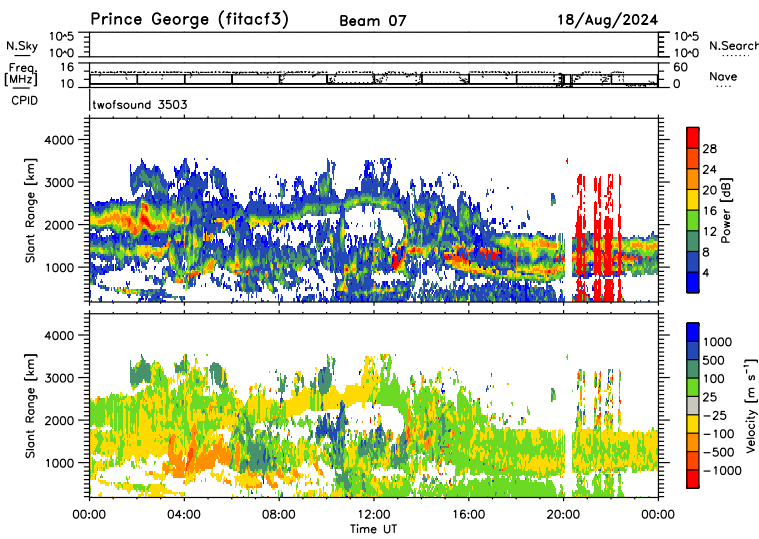 Prince George (fitacf3) Beam 07 18/Aug/2024
N.Sky 10^5 10^5 N.Search
10^0 10^0
Freq. 16 60 Nave
[MHz] 10 0
CPID twofsound 3503
Slant Range [km] 4000 3000 2000 1000
Power [dB] 28 24 20 16 12 8 4
Slant Range [km] 4000 3000 2000 1000
Velocity [m s⁻¹] 1000 500 100 25 −25 −100 −500 −1000
00:00 04:00 08:00 12:00 16:00 20:00 00:00
Time UT